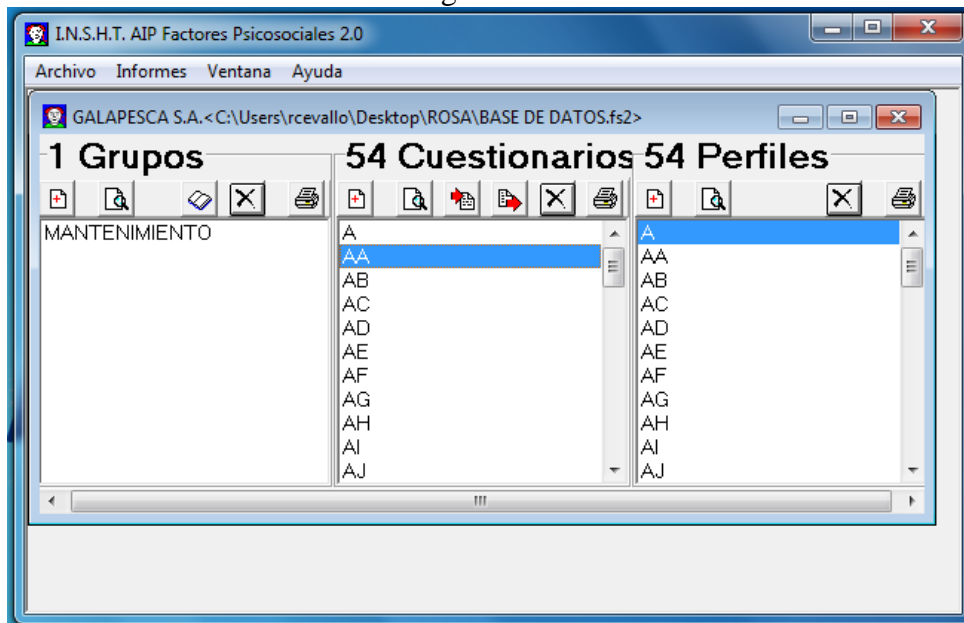 I.N.S.H.T. AIP Factores Psicosociales 2.0
Archivo Informes Ventana Ayuda
GALAPESCA S.A.<C:\Users\rcevallo\Desktop\ROSA\BASE DE DATOS.fs2>
1 Grupos
MANTENIMIENTO
54 Cuestionarios
A
AA
AB
AC
AD
AE
AF
AG
AH
AI
AJ
54 Perfiles
A
AA
AB
AC
AD
AE
AF
AG
AH
AI
AJ